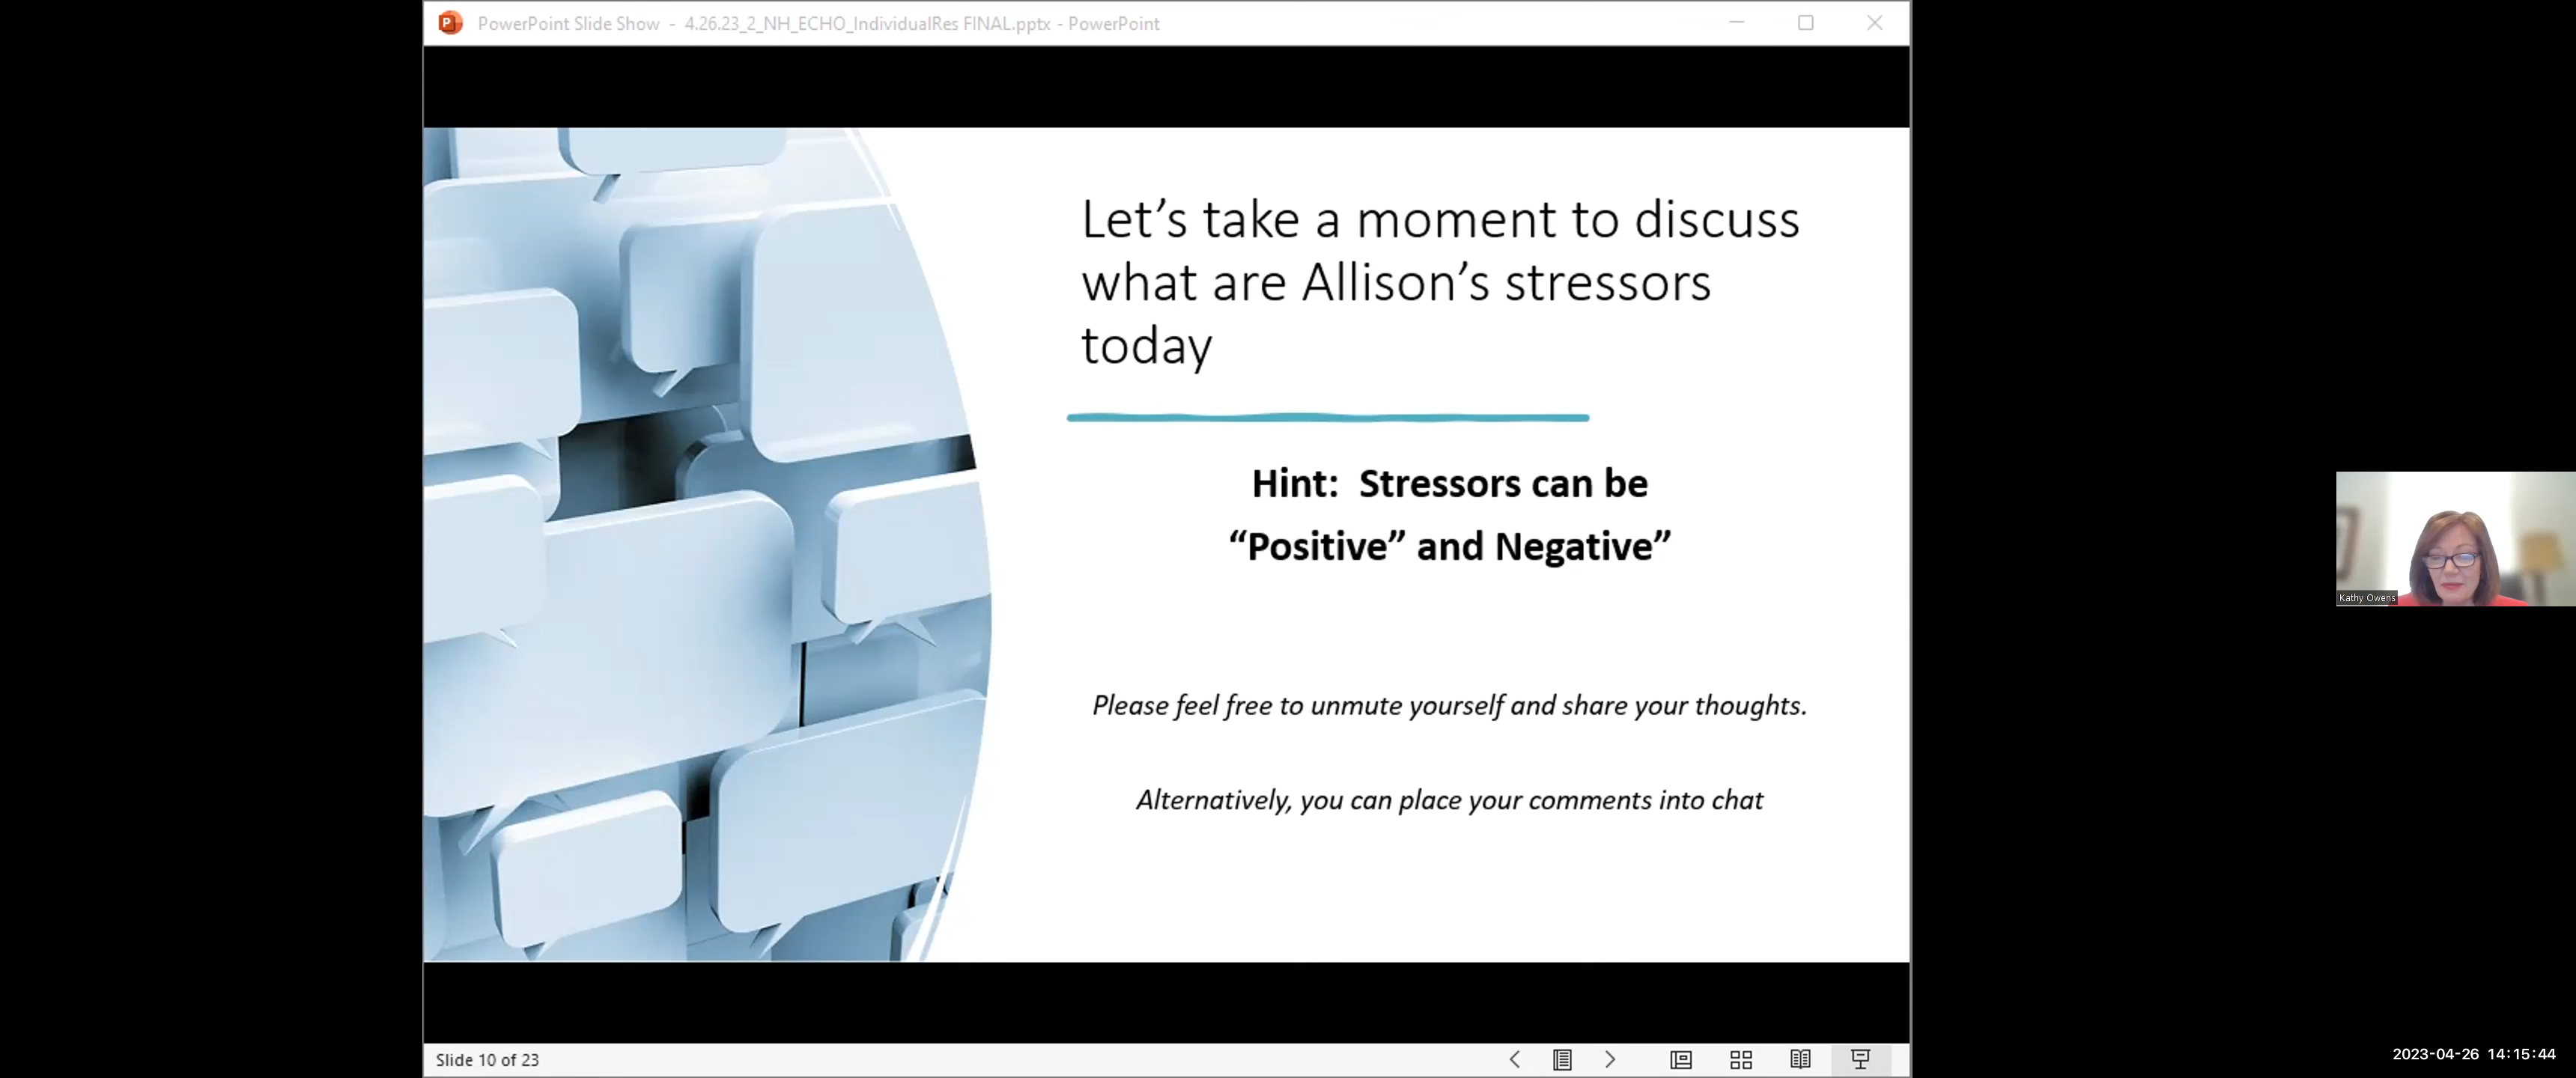 PowerPoint Slide Show - 4.26.23_2_NH_ECHO_IndividualRes FINAL.pptx - PowerPoint
Let’s take a moment to discuss
what are Allison’s stressors
today
Hint: Stressors can be
“Positive” and Negative”
Please feel free to unmute yourself and share your thoughts.
Alternatively, you can place your comments into chat
Kathy Owens
Slide 10 of 23
2023-04-26 14:15:44